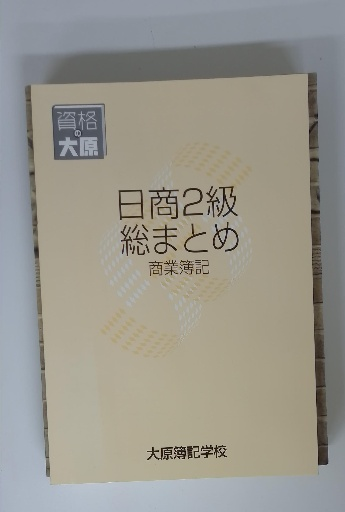 資格
の
大原
日商2級
総まとめ
商業簿記
大原簿記学校